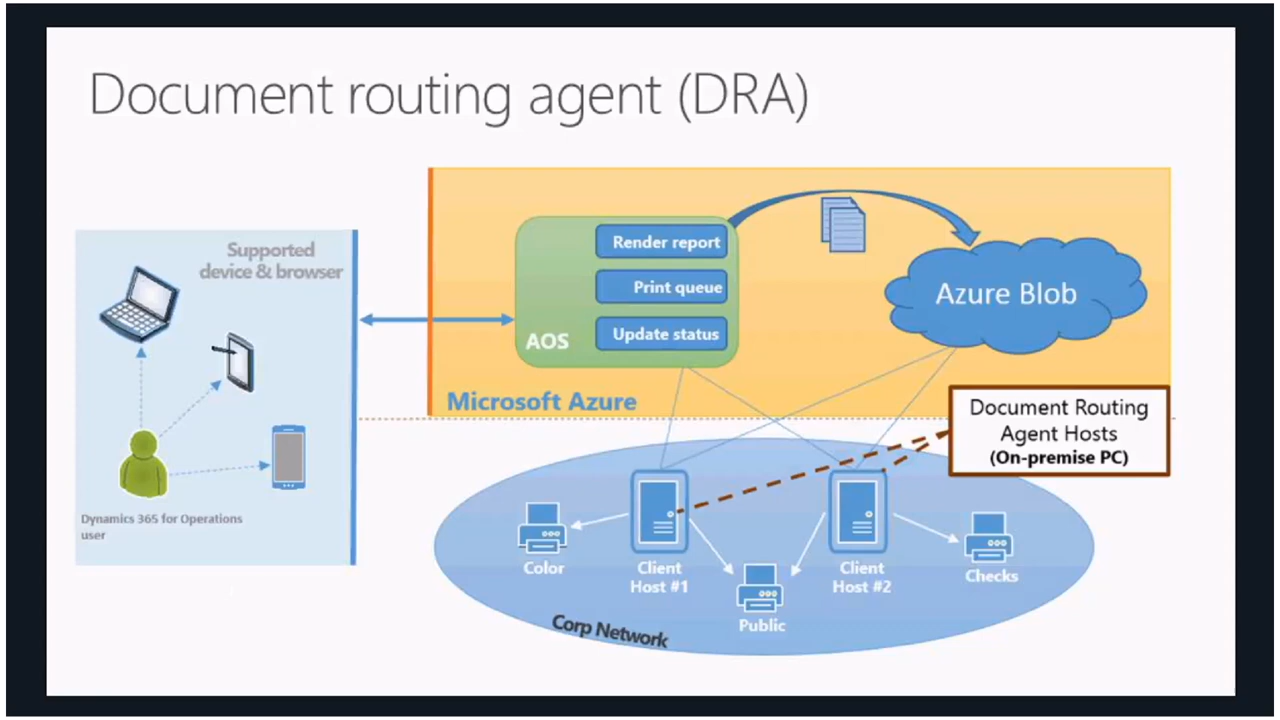 Document routing agent (DRA)
Supported
device & browser
Dynamics 365 for Operations
user
Render report
Print queue
Update status
AOS
Azure Blob
Microsoft Azure
Document Routing
Agent Hosts
(On-premise PC)
Color
Client
Host #1
Public
Client
Host #2
Checks
Corp Network